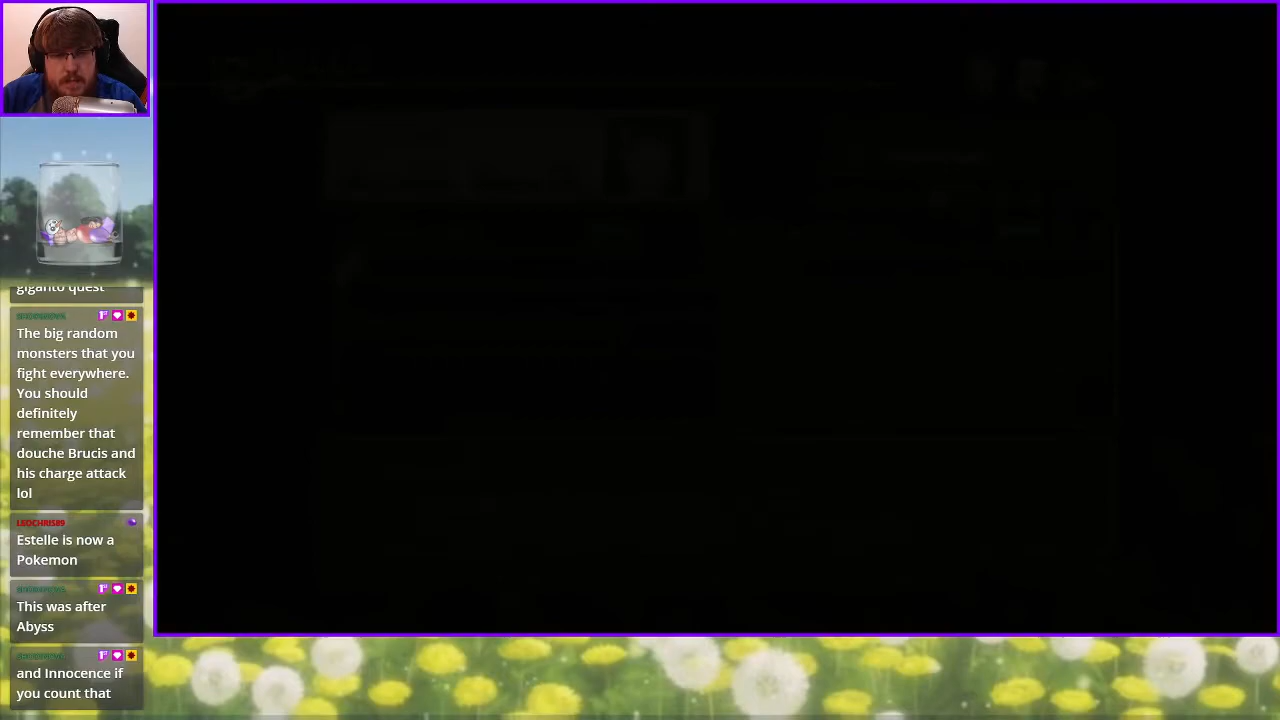 giganto quest
The big random
monsters that you
fight everywhere.
You should
definitely
remember that
douche Brucis and
his charge attack
lol
LEOCHRIS89
Estelle is now a
Pokemon
This was after
Abyss
and Innocence if
you count that